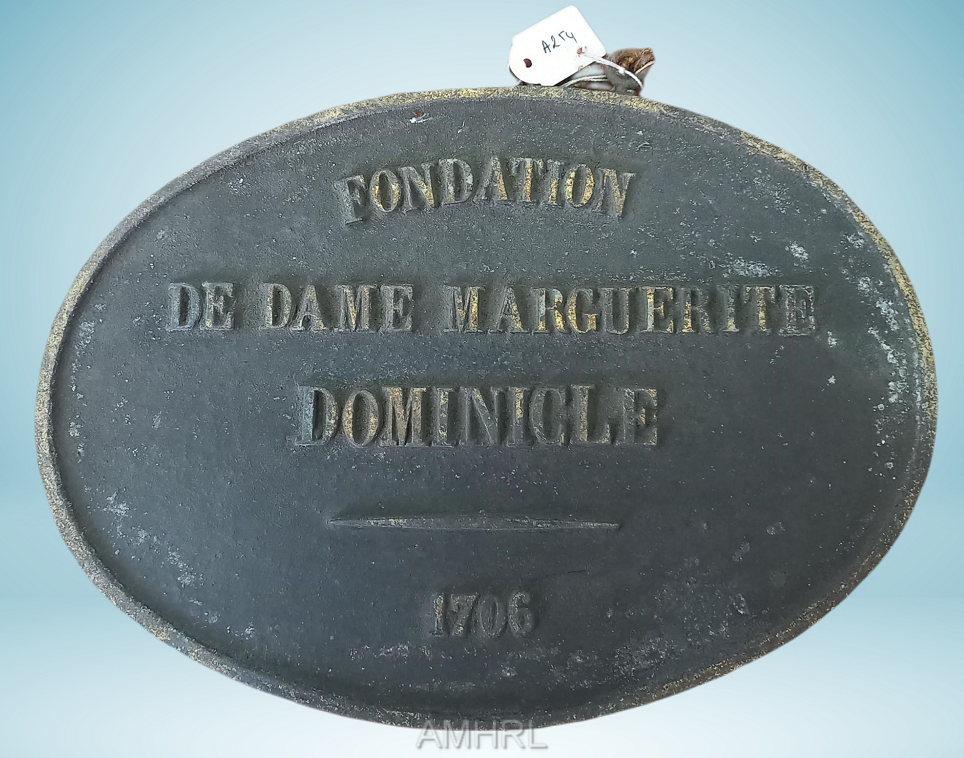 A254
FONDATION
DE DAME MARGUERITE
DOMINICLE
1706
AMHRL